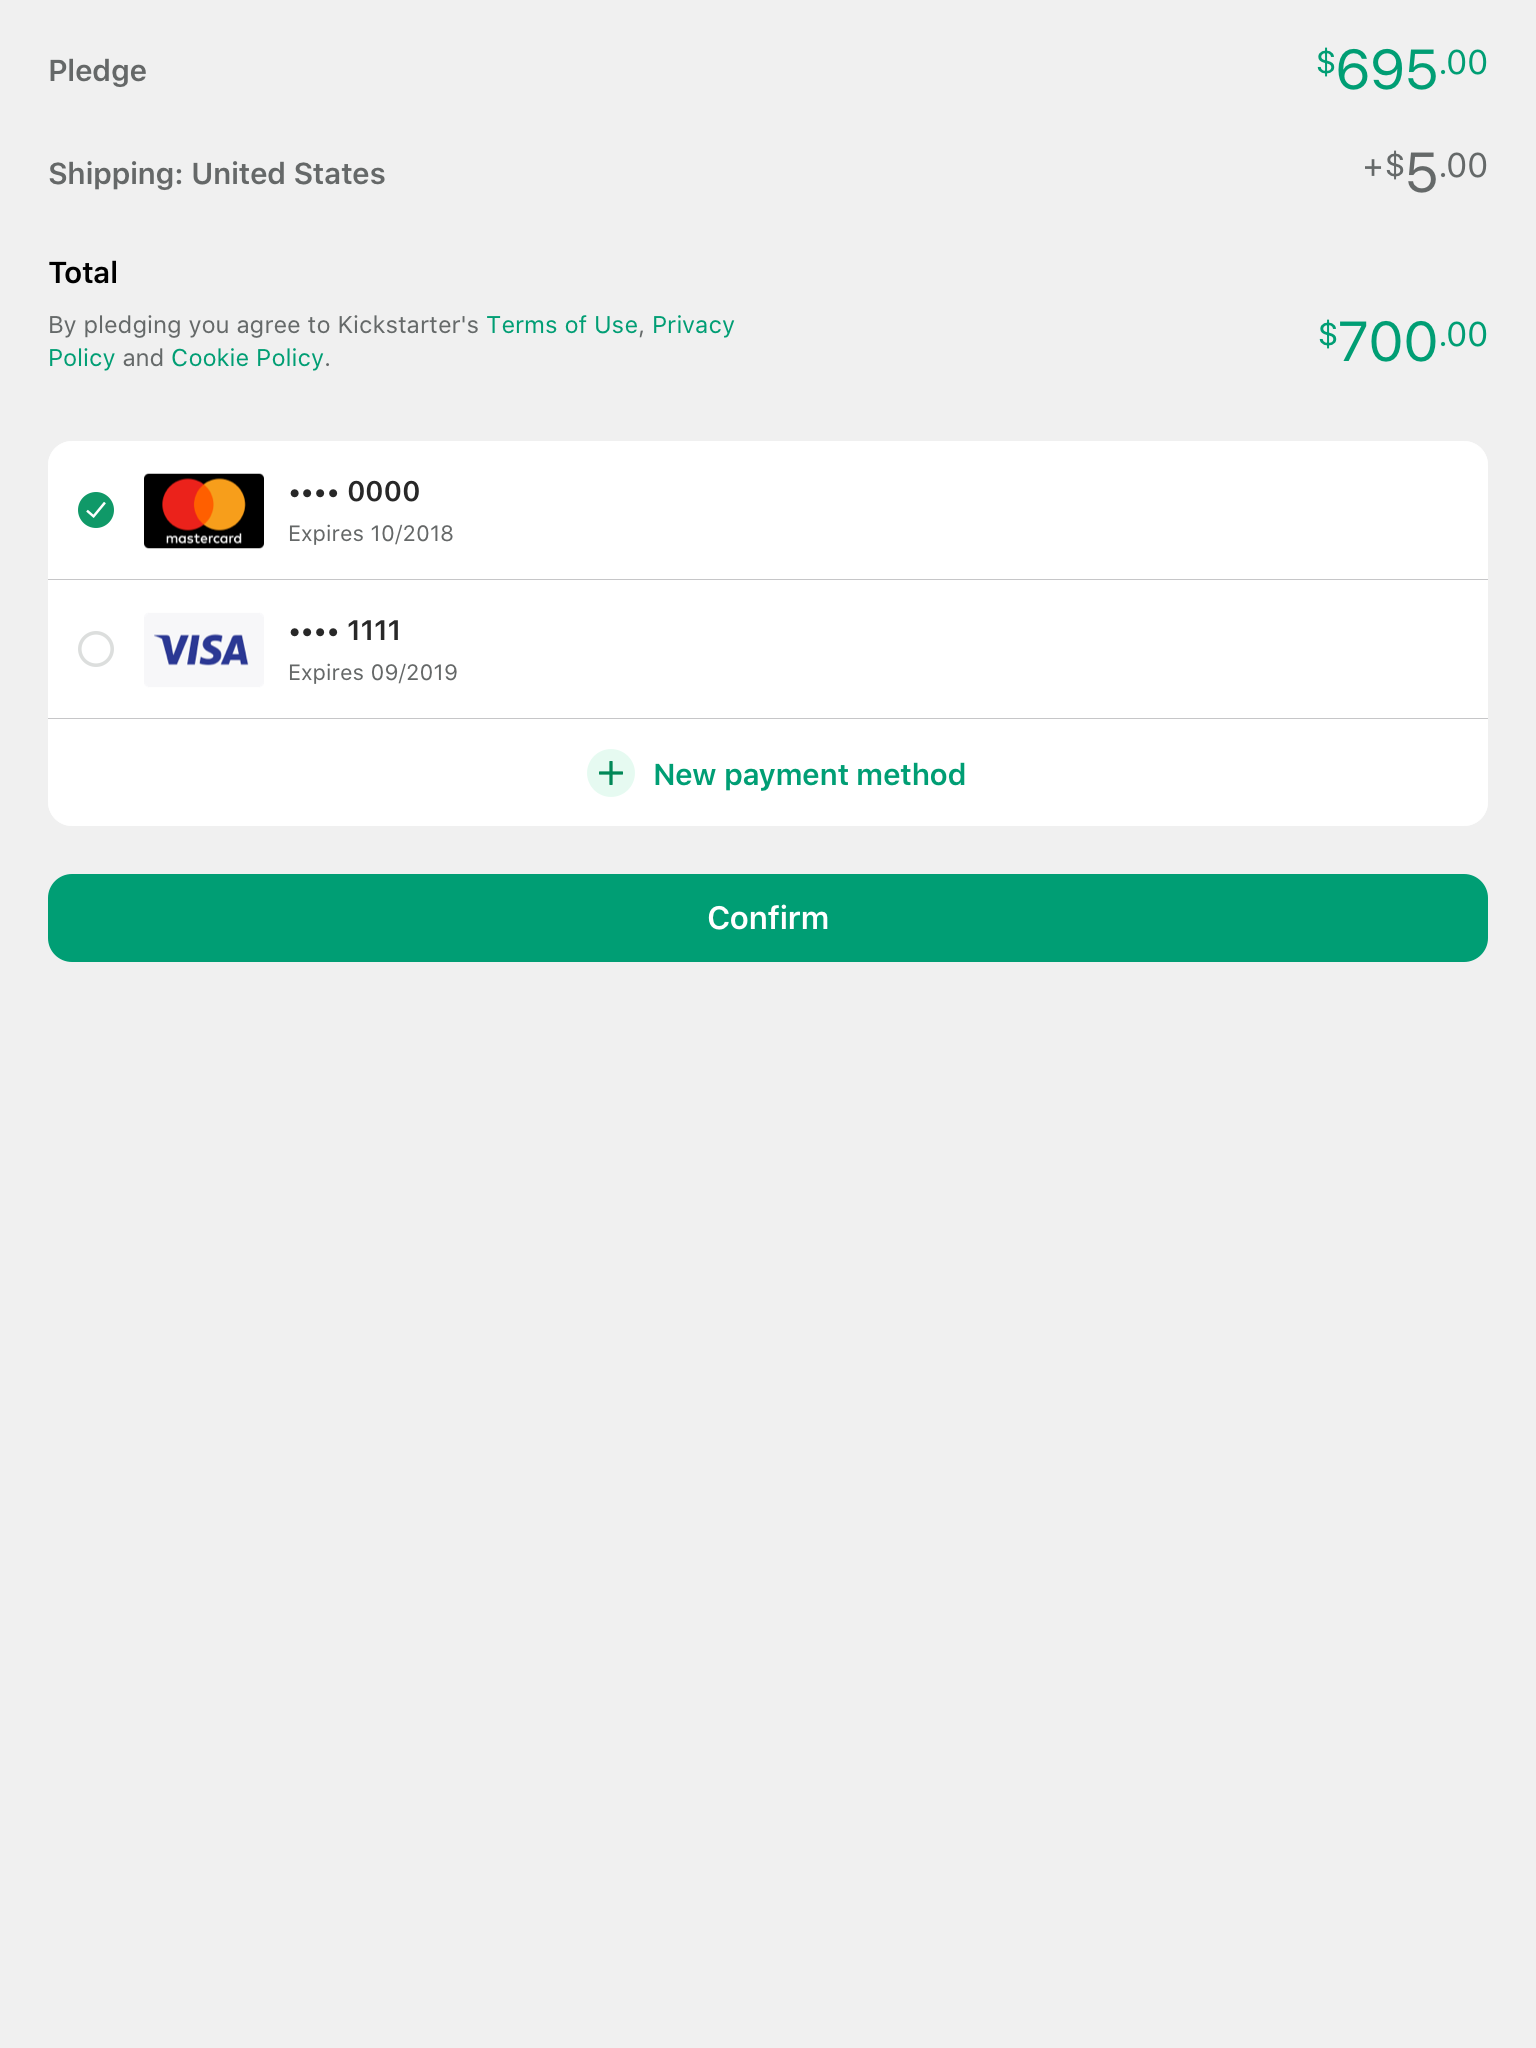 Pledge $695.00
Shipping: United States +$5.00
Total
By pledging you agree to Kickstarter's Terms of Use, Privacy
Policy and Cookie Policy.
$700.00
mastercard
•••• 0000
Expires 10/2018
VISA
•••• 1111
Expires 09/2019
New payment method
Confirm